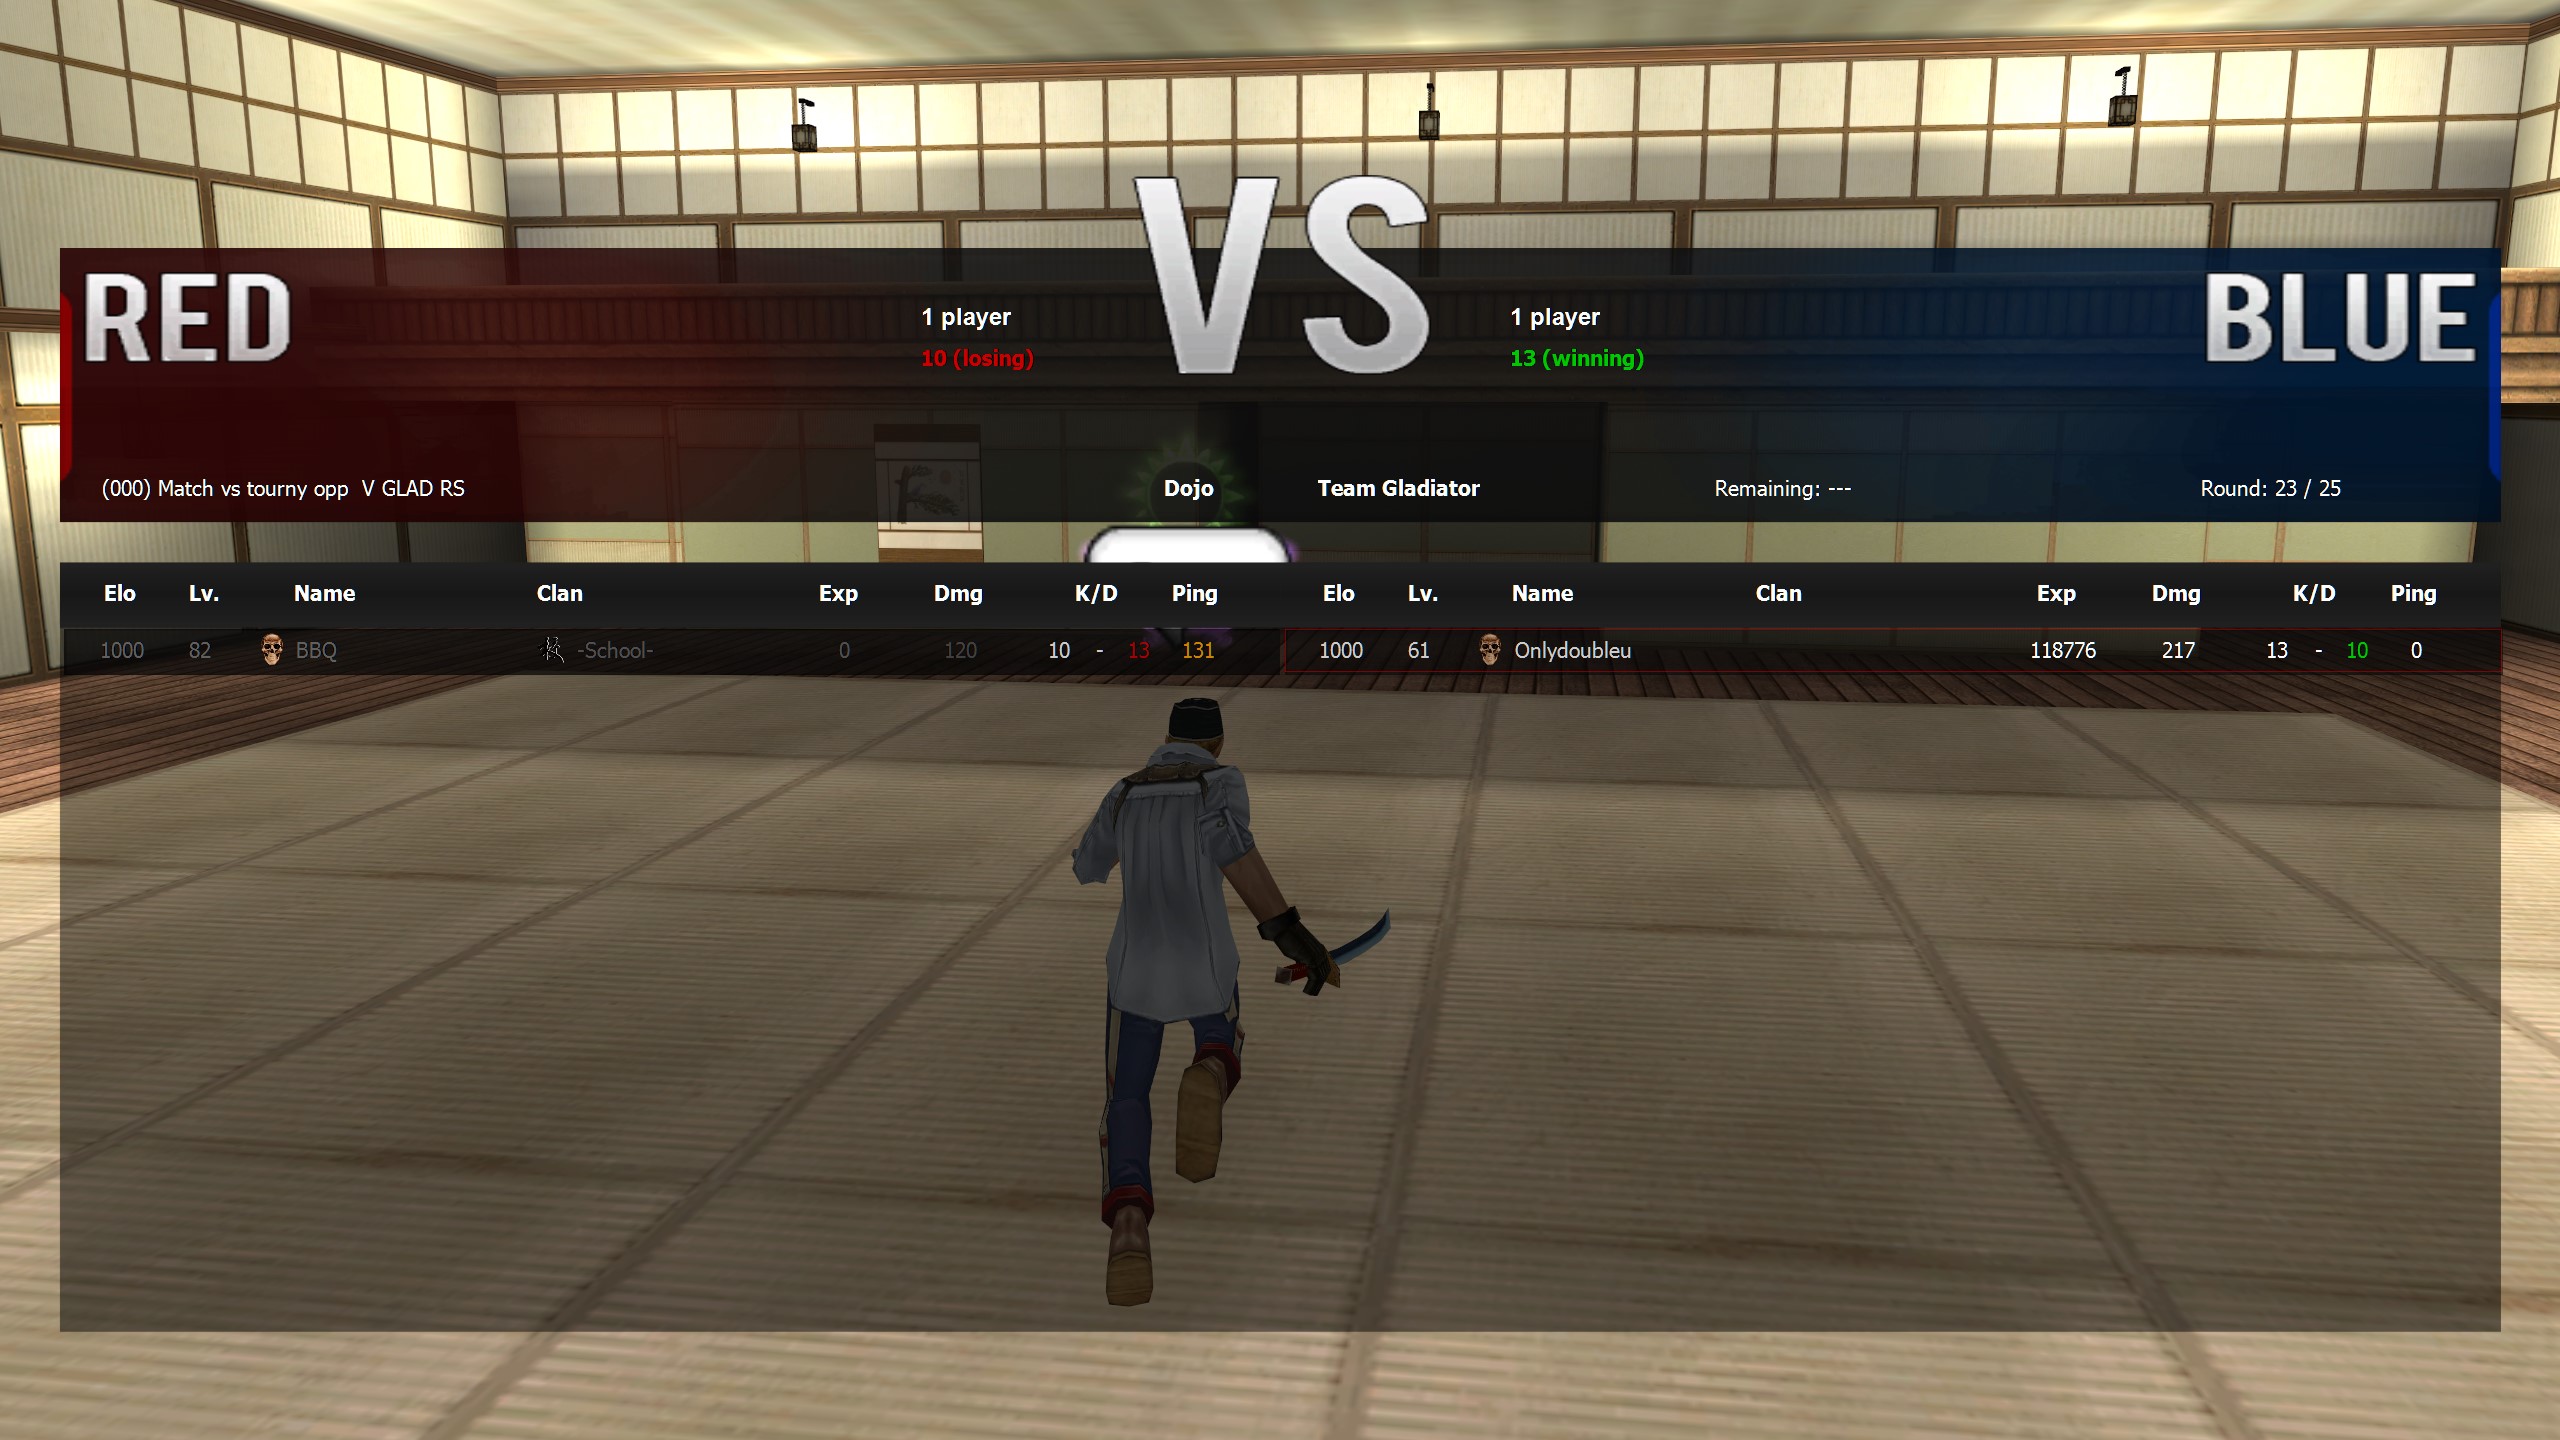 VS
RED
1 player
1 player
BLUE
10 (losing)
13 (winning)
(000) Match vs tourny opp  V GLAD RS
Dojo
Team Gladiator
Remaining: ---
Round: 23 / 25
Elo Lv. Name Clan Exp Dmg K/D Ping Elo Lv. Name Clan Exp Dmg K/D Ping
1000 82 BBQ -School- 0 120 10 - 13 131 1000 61 Onlydoubleu 118776 217 13 - 10 0